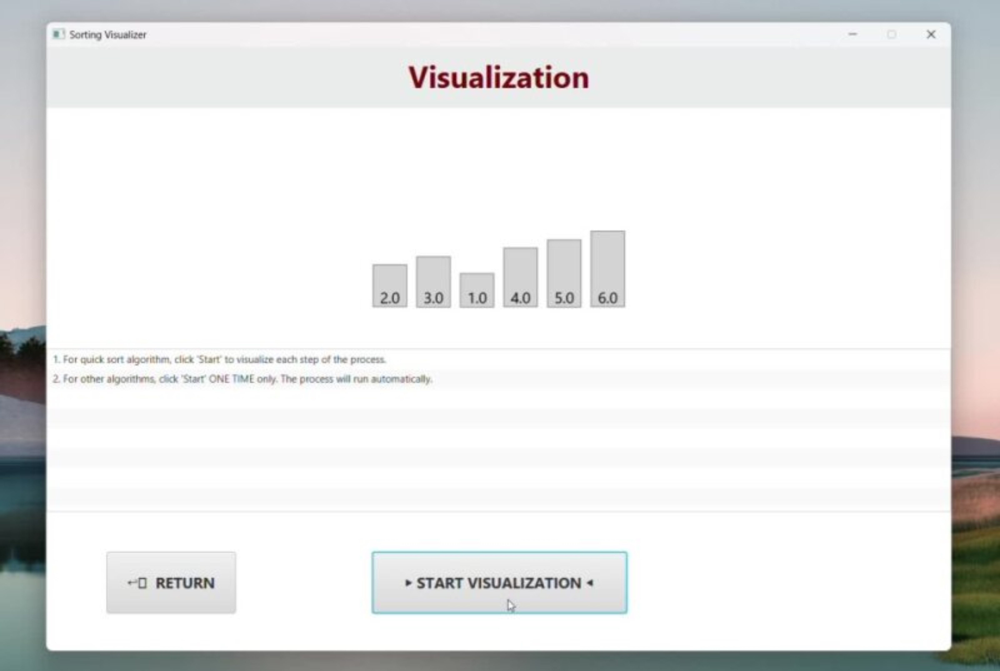 Sorting Visualizer
Visualization
2.0 3.0 1.0 4.0 5.0 6.0
1. For quick sort algorithm, click 'Start' to visualize each step of the process.
2. For other algorithms, click 'Start' ONE TIME only. The process will run automatically.
RETURN
START VISUALIZATION